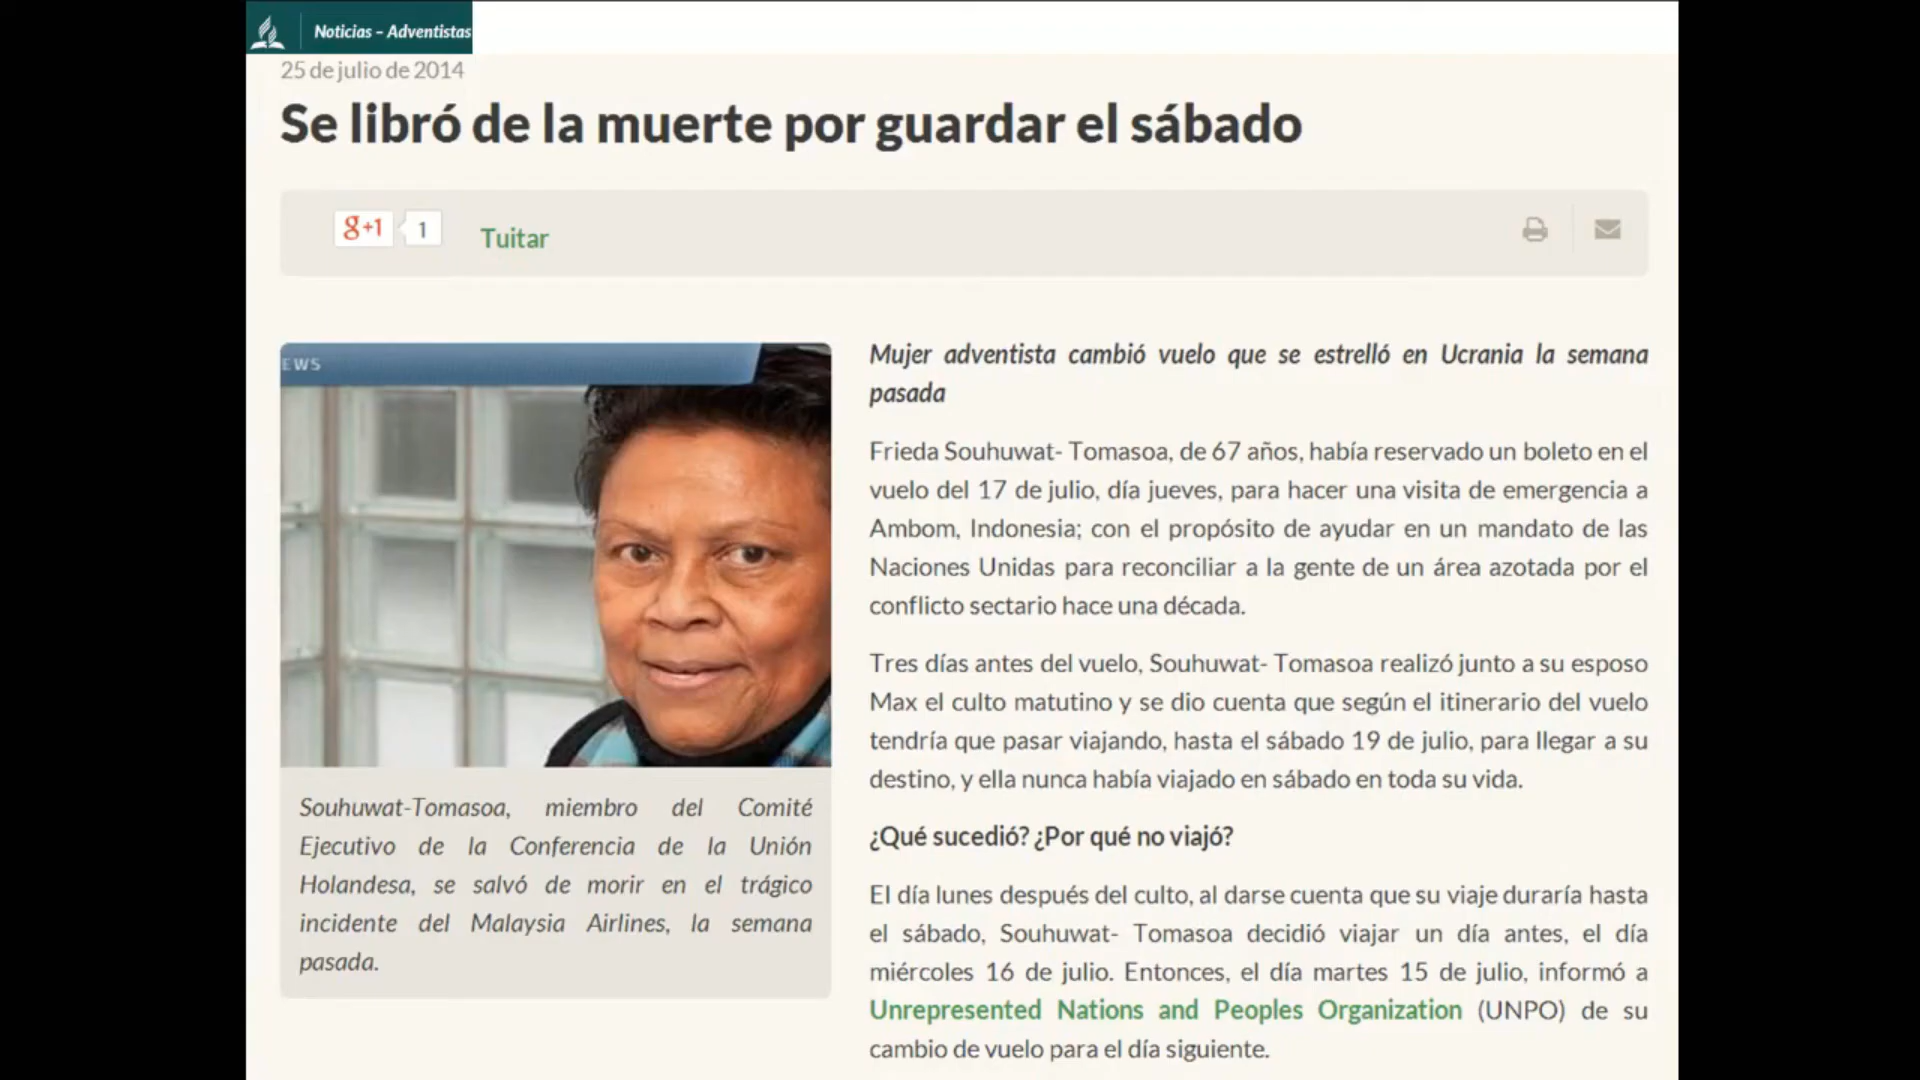 Noticias – Adventistas
25 de julio de 2014
Se libró de la muerte por guardar el sábado
g+1 1 Tuitar
EWS
Souhuwat-Tomasoa, miembro del Comité
Ejecutivo de la Conferencia de la Unión
Holandesa, se salvó de morir en el trágico
incidente del Malaysia Airlines, la semana
pasada.
Mujer adventista cambió vuelo que se estrelló en Ucrania la semana
pasada
Frieda Souhuwat- Tomasoa, de 67 años, había reservado un boleto en el
vuelo del 17 de julio, día jueves, para hacer una visita de emergencia a
Ambom, Indonesia; con el propósito de ayudar en un mandato de las
Naciones Unidas para reconciliar a la gente de un área azotada por el
conflicto sectario hace una década.
Tres días antes del vuelo, Souhuwat- Tomasoa realizó junto a su esposo
Max el culto matutino y se dio cuenta que según el itinerario del vuelo
tendría que pasar viajando, hasta el sábado 19 de julio, para llegar a su
destino, y ella nunca había viajado en sábado en toda su vida.
¿Qué sucedió? ¿Por qué no viajó?
El día lunes después del culto, al darse cuenta que su viaje duraría hasta
el sábado, Souhuwat- Tomasoa decidió viajar un día antes, el día
miércoles 16 de julio. Entonces, el día martes 15 de julio, informó a
Unrepresented Nations and Peoples Organization (UNPO) de su
cambio de vuelo para el día siguiente.